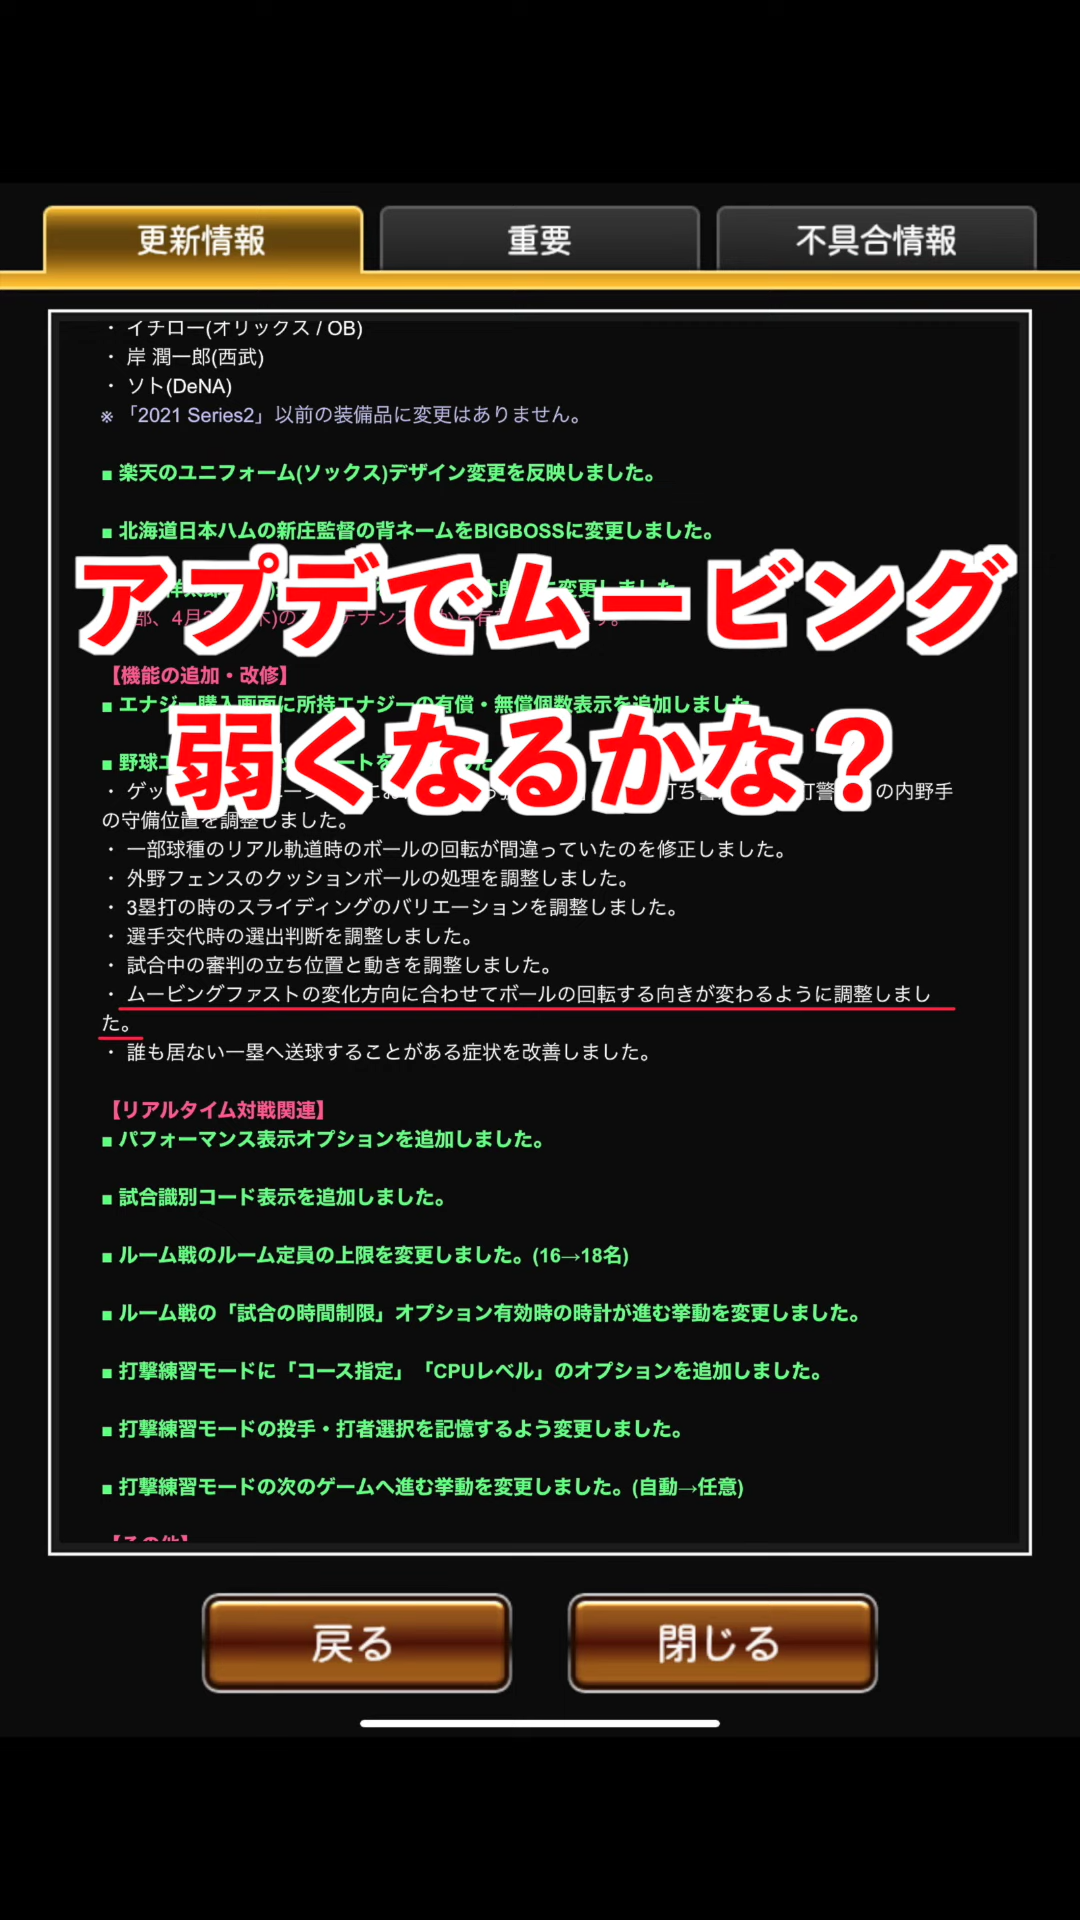 更新情報
重要
不具合情報
・ イチロー(オリックス / OB)
・ 岸 潤一郎(西武)
・ ソト(DeNA)
※ 「2021 Series2」以前の装備品に変更はありません。
■ 楽天のユニフォーム(ソックス)デザイン変更を反映しました。
■ 北海道日本ハムの新庄監督の背ネームをBIGBOSSに変更しました。
アプデでムービング
【機能の追加・改修】
■ エナジー購入画面に所持エナジーの有償・無償個数表示を追加しました
弱くなるかな？
の内野手
の守備位置を調整しました。
・ 一部球種のリアル軌道時のボールの回転が間違っていたのを修正しました。
・ 外野フェンスのクッションボールの処理を調整しました。
・ 3塁打の時のスライディングのバリエーションを調整しました。
・ 選手交代時の選出判断を調整しました。
・ 試合中の審判の立ち位置と動きを調整しました。
・ ムービングファストの変化方向に合わせてボールの回転する向きが変わるように調整しまし
た。
・ 誰も居ない一塁へ送球することがある症状を改善しました。
【リアルタイム対戦関連】
■ パフォーマンス表示オプションを追加しました。
■ 試合識別コード表示を追加しました。
■ ルーム戦のルーム定員の上限を変更しました。(16→18名)
■ ルーム戦の「試合の時間制限」オプション有効時の時計が進む挙動を変更しました。
■ 打撃練習モードに「コース指定」「CPUレベル」のオプションを追加しました。
■ 打撃練習モードの投手・打者選択を記憶するよう変更しました。
■ 打撃練習モードの次のゲームへ進む挙動を変更しました。(自動→任意)
戻る
閉じる